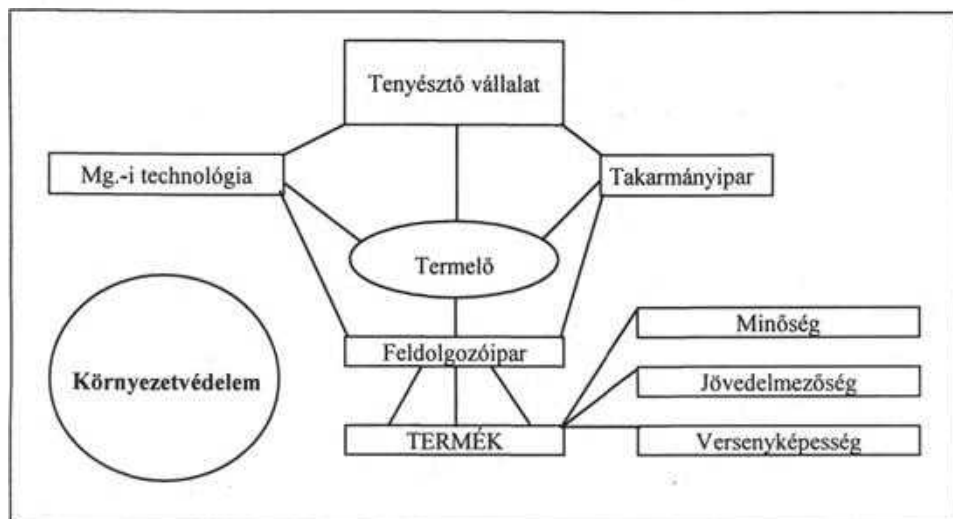 Tenyésztő vállalat
Mg.-i technológia
Takarmányipar
Termelő
Környezetvédelem
Feldolgozóipar
TERMÉK
Minőség
Jövedelmezőség
Versenyképesség